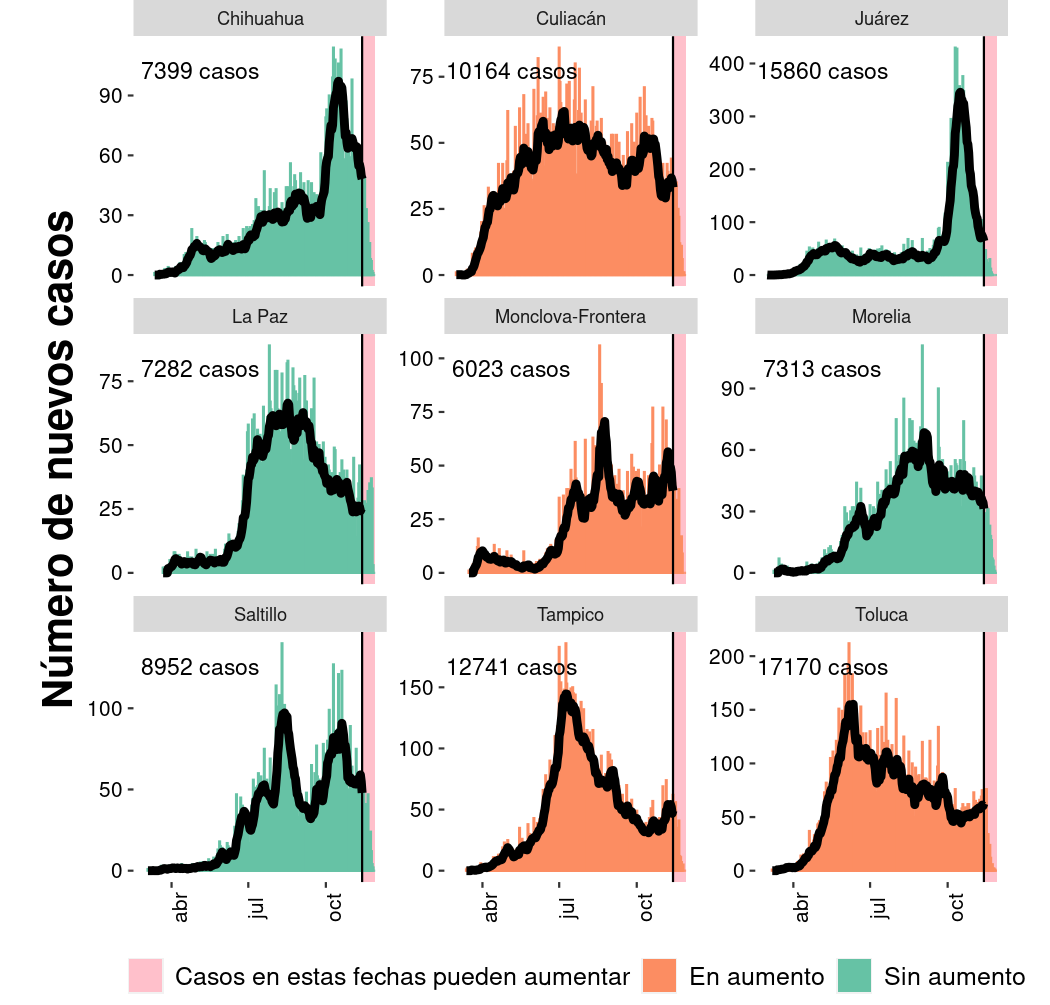 Número de nuevos casos
Chihuahua
7399 casos
90
60
30
0
Culiacán
10164 casos
75
50
25
0
Juárez
15860 casos
400
300
200
100
0
La Paz
7282 casos
75
50
25
0
Monclova-Frontera
6023 casos
100
75
50
25
0
Morelia
7313 casos
90
60
30
0
Saltillo
8952 casos
100
50
0
abr
jul
oct
Tampico
12741 casos
150
100
50
0
abr
jul
oct
Toluca
17170 casos
200
150
100
50
0
abr
jul
oct
Casos en estas fechas pueden aumentar
En aumento
Sin aumento